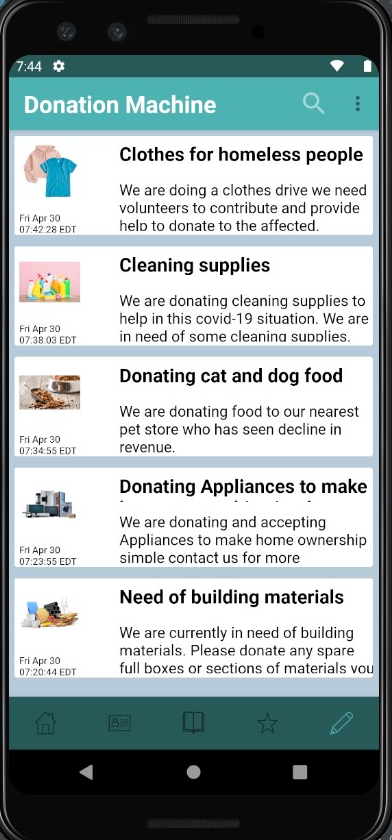 7:44
Donation Machine
Clothes for homeless people
We are doing a clothes drive we need
volunteers to contribute and provide
help to donate to the affected.
Fri Apr 30
07:42:28 EDT
Cleaning supplies
We are donating cleaning supplies to
help in this covid-19 situation. We are
in need of some cleaning supplies.
Fri Apr 30
07:38:03 EDT
Donating cat and dog food
We are donating food to our nearest
pet store who has seen decline in
revenue.
Fri Apr 30
07:34:55 EDT
Donating Appliances to make
We are donating and accepting
Appliances to make home ownership
simple contact us for more
Fri Apr 30
07:23:55 EDT
Need of building materials
We are currently in need of building
materials. Please donate any spare
full boxes or sections of materials you
Fri Apr 30
07:20:44 EDT